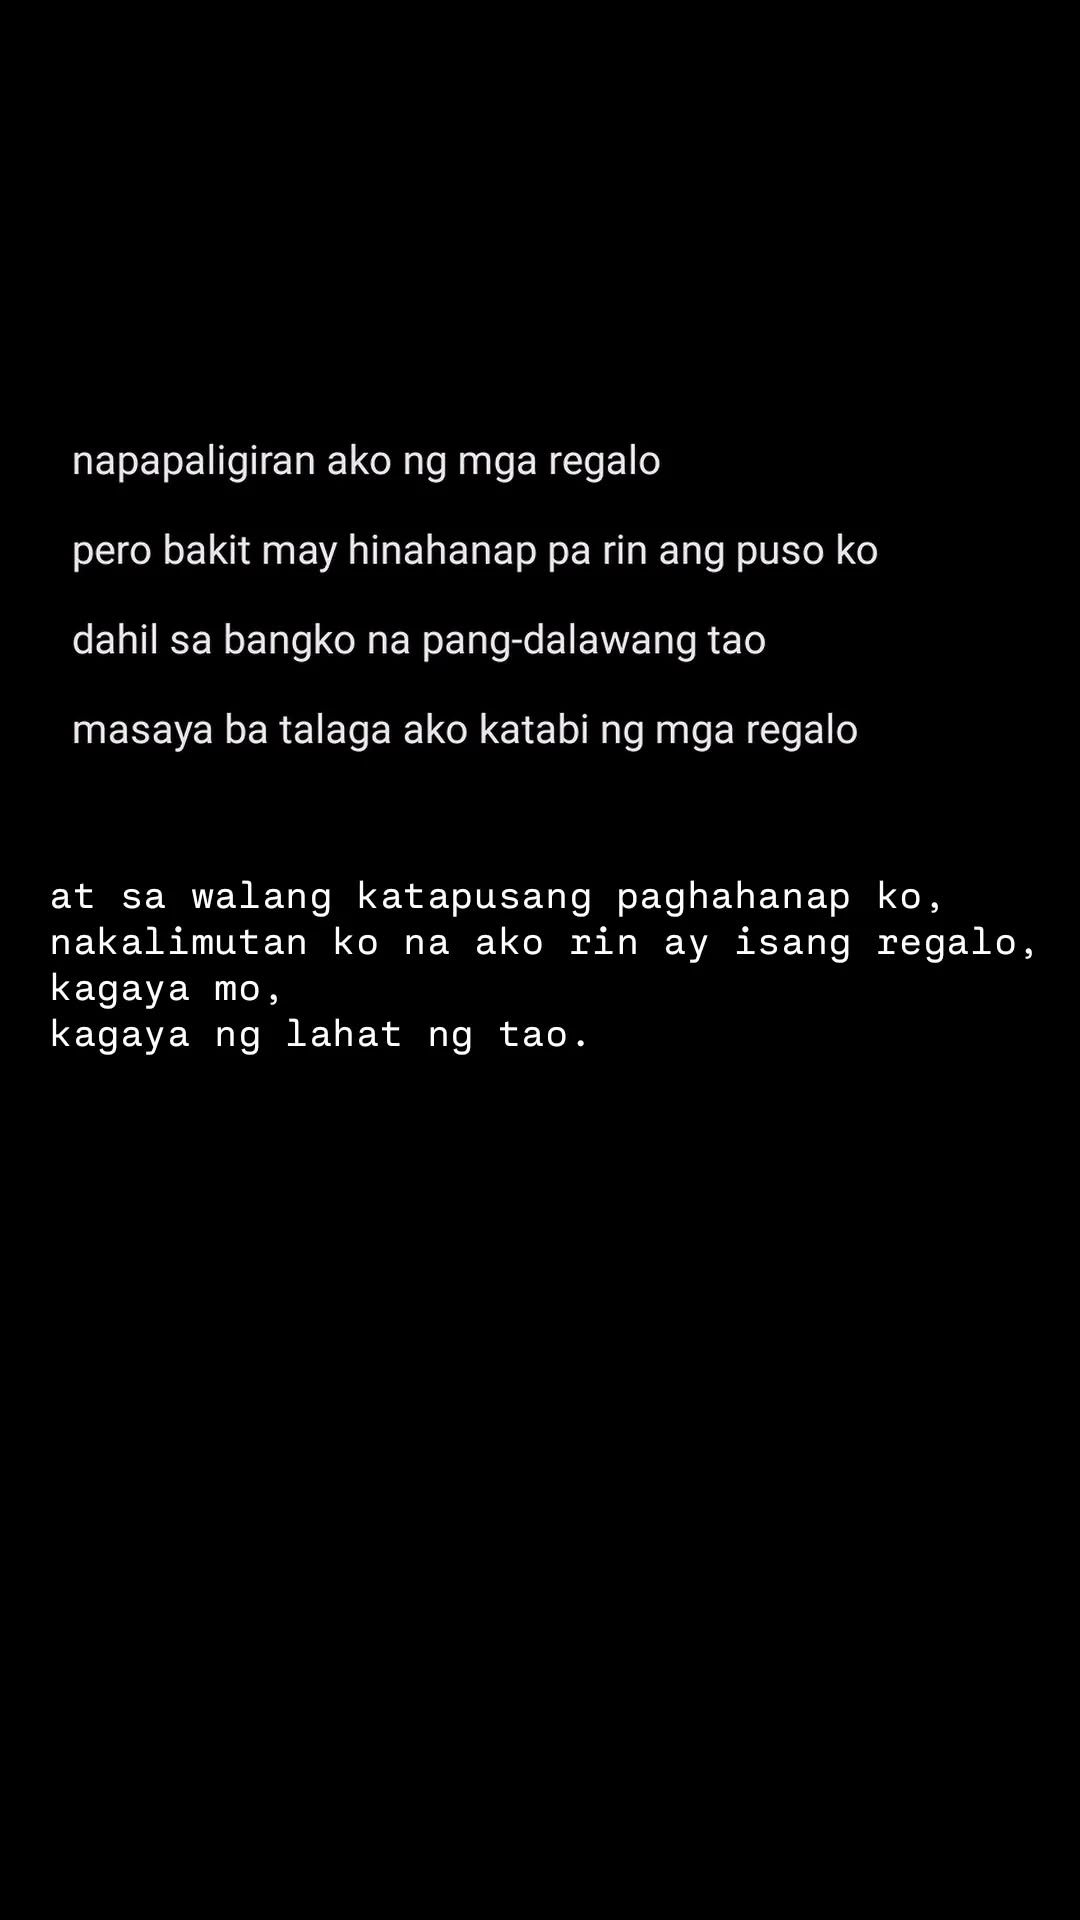 napapaligiran ako ng mga regalo
pero bakit may hinahanap pa rin ang puso ko
dahil sa bangko na pang-dalawang tao
masaya ba talaga ako katabi ng mga regalo
at sa walang katapusang paghahanap ko,
nakalimutan ko na ako rin ay isang regalo,
kagaya mo,
kagaya ng lahat ng tao.